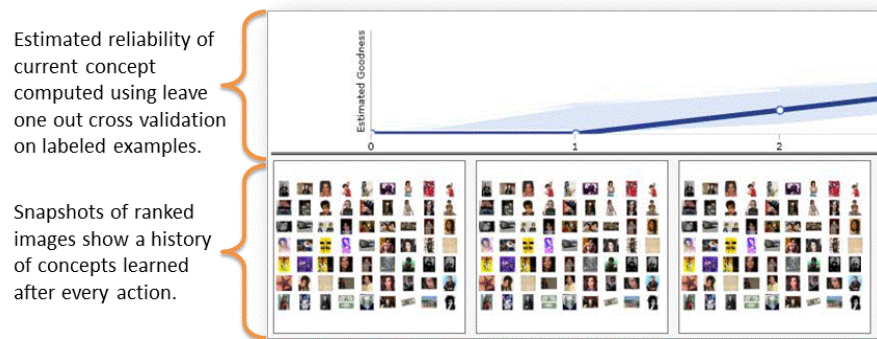 Estimated reliability of
current concept
computed using leave
one out cross validation
on labeled examples.
Estimated Goodness
0
1
2
Snapshots of ranked
images show a history
of concepts learned
after every action.